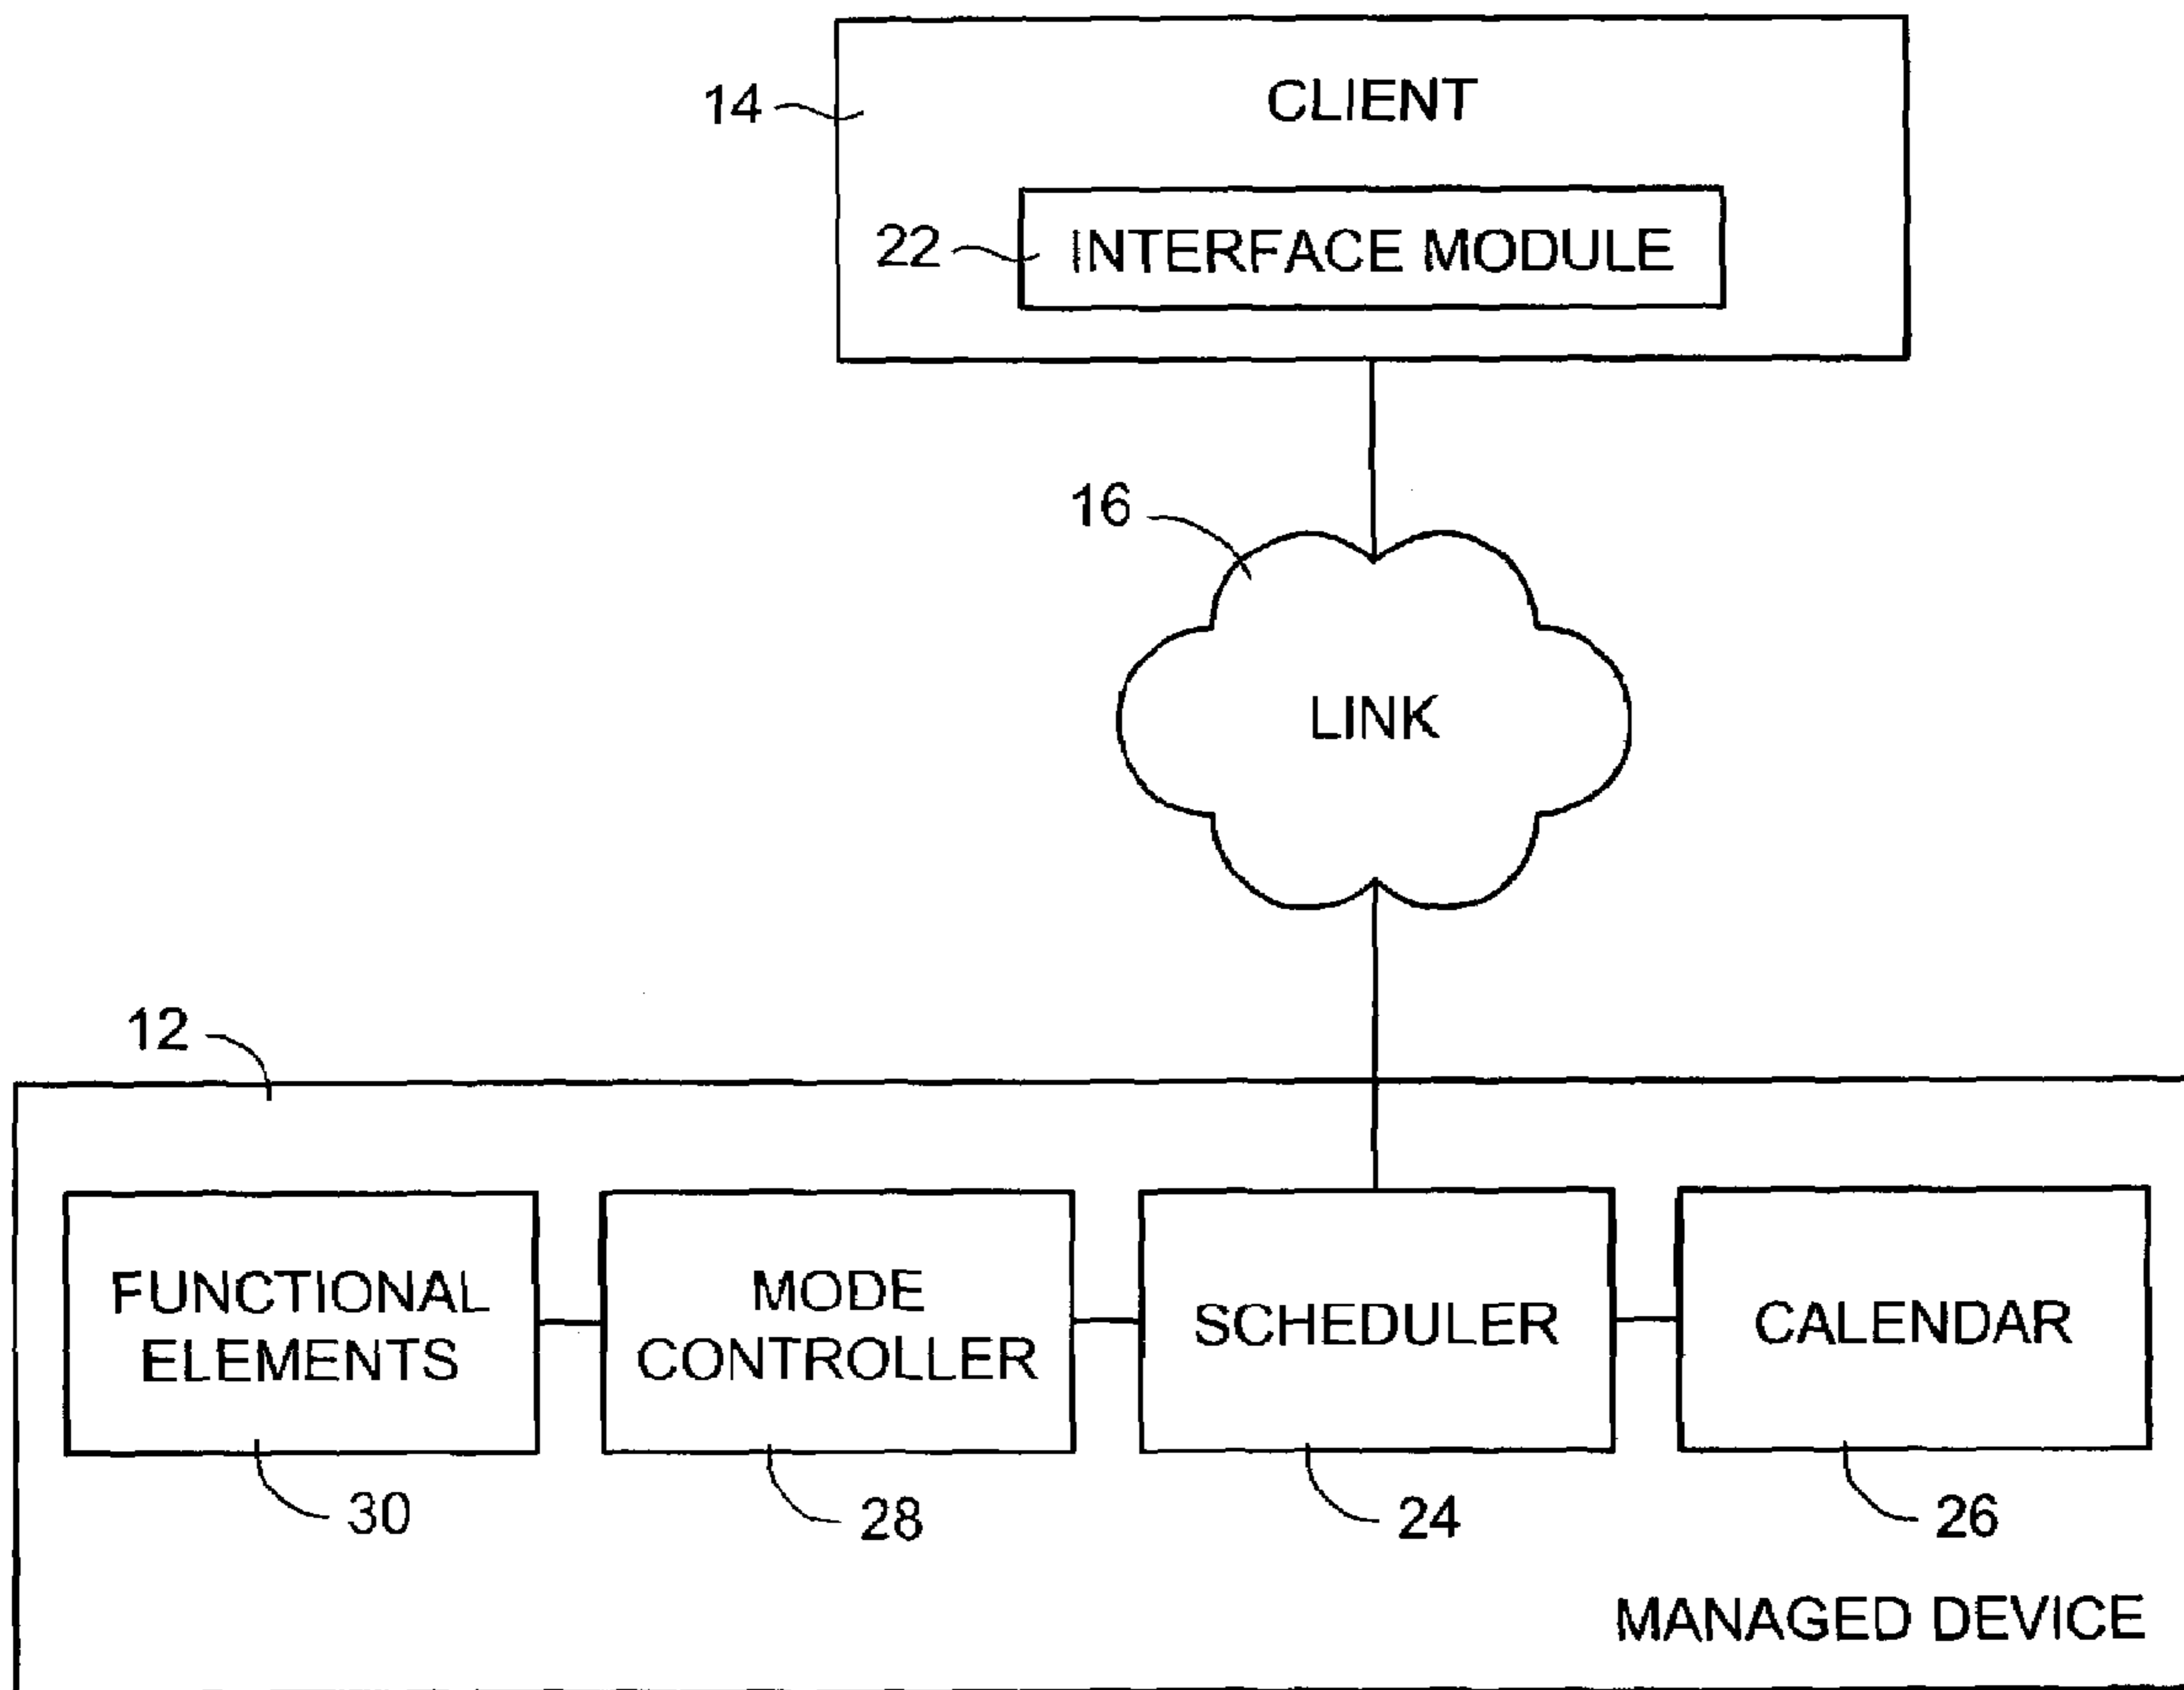 14
CLIENT
22
INTERFACE MODULE
16
LINK
12
FUNCTIONAL
ELEMENTS
MODE
CONTROLLER
SCHEDULER
CALENDAR
30
28
24
26
MANAGED DEVICE